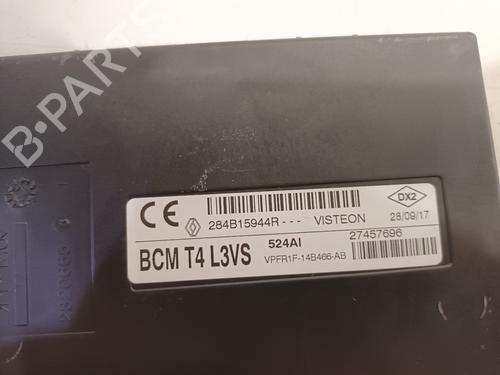 CE 284B15944R--- VISTEON 28/09/17
DX2
BCM T4 L3VS 524AI 27457696
VPFR1F-14B466-AB
B-PARTS